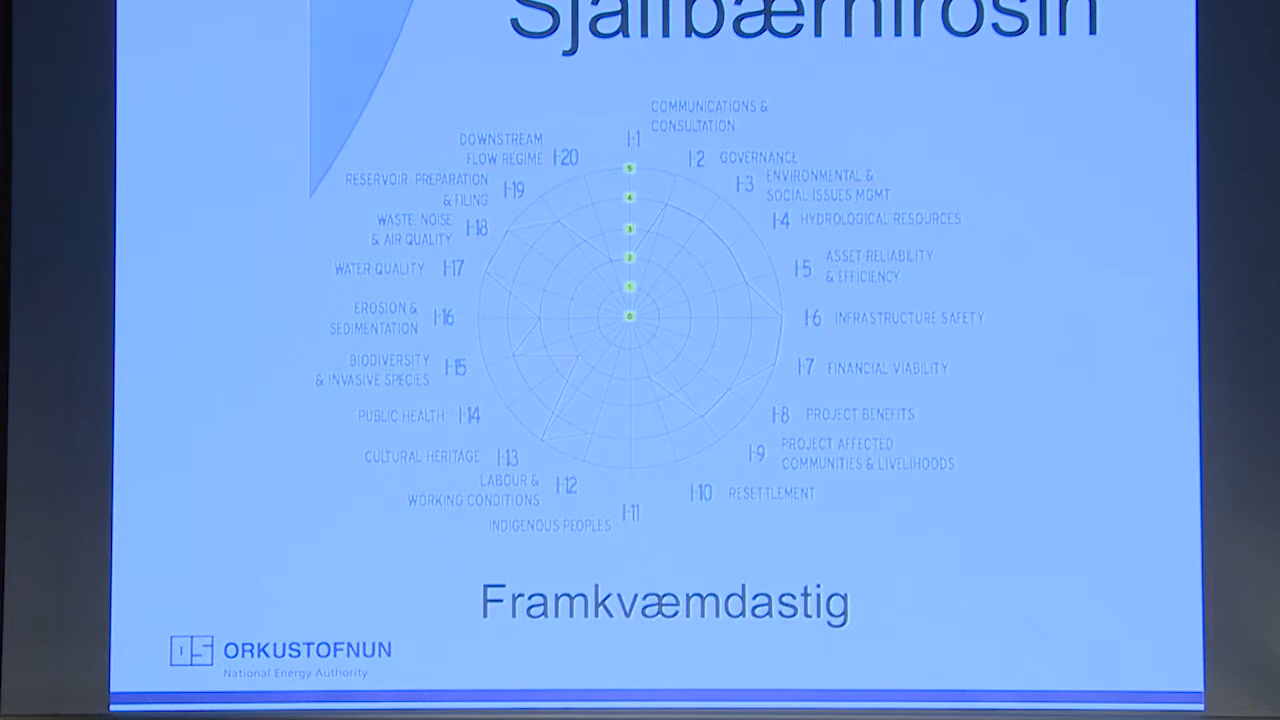 Sjálfbærnirósin
COMMUNICATIONS &
CONSULTATION
I-1
I-2 GOVERNANCE
I-3 ENVIRONMENTAL &
SOCIAL ISSUES MGMT
I-4 HYDROLOGICAL RESOURCES
I-5 ASSET RELIABILITY
& EFFICIENCY
I-6 INFRASTRUCTURE SAFETY
I-7 FINANCIAL VIABILITY
I-8 PROJECT BENEFITS
I-9 PROJECT AFFECTED
COMMUNITIES & LIVELIHOODS
I-10 RESETTLEMENT
I-11
INDIGENOUS PEOPLES
LABOUR & I-12
WORKING CONDITIONS
CULTURAL HERITAGE I-13
PUBLIC HEALTH I-14
BIODIVERSITY I-15
& INVASIVE SPECIES
EROSION & I-16
SEDIMENTATION
WATER QUALITY I-17
WASTE, NOISE I-18
& AIR QUALITY
RESERVOIR PREPARATION I-19
& FILING
DOWNSTREAM
FLOW REGIME I-20
5
4
3
2
1
0
Framkvæmdastig
OS ORKUSTOFNUN
National Energy Authority